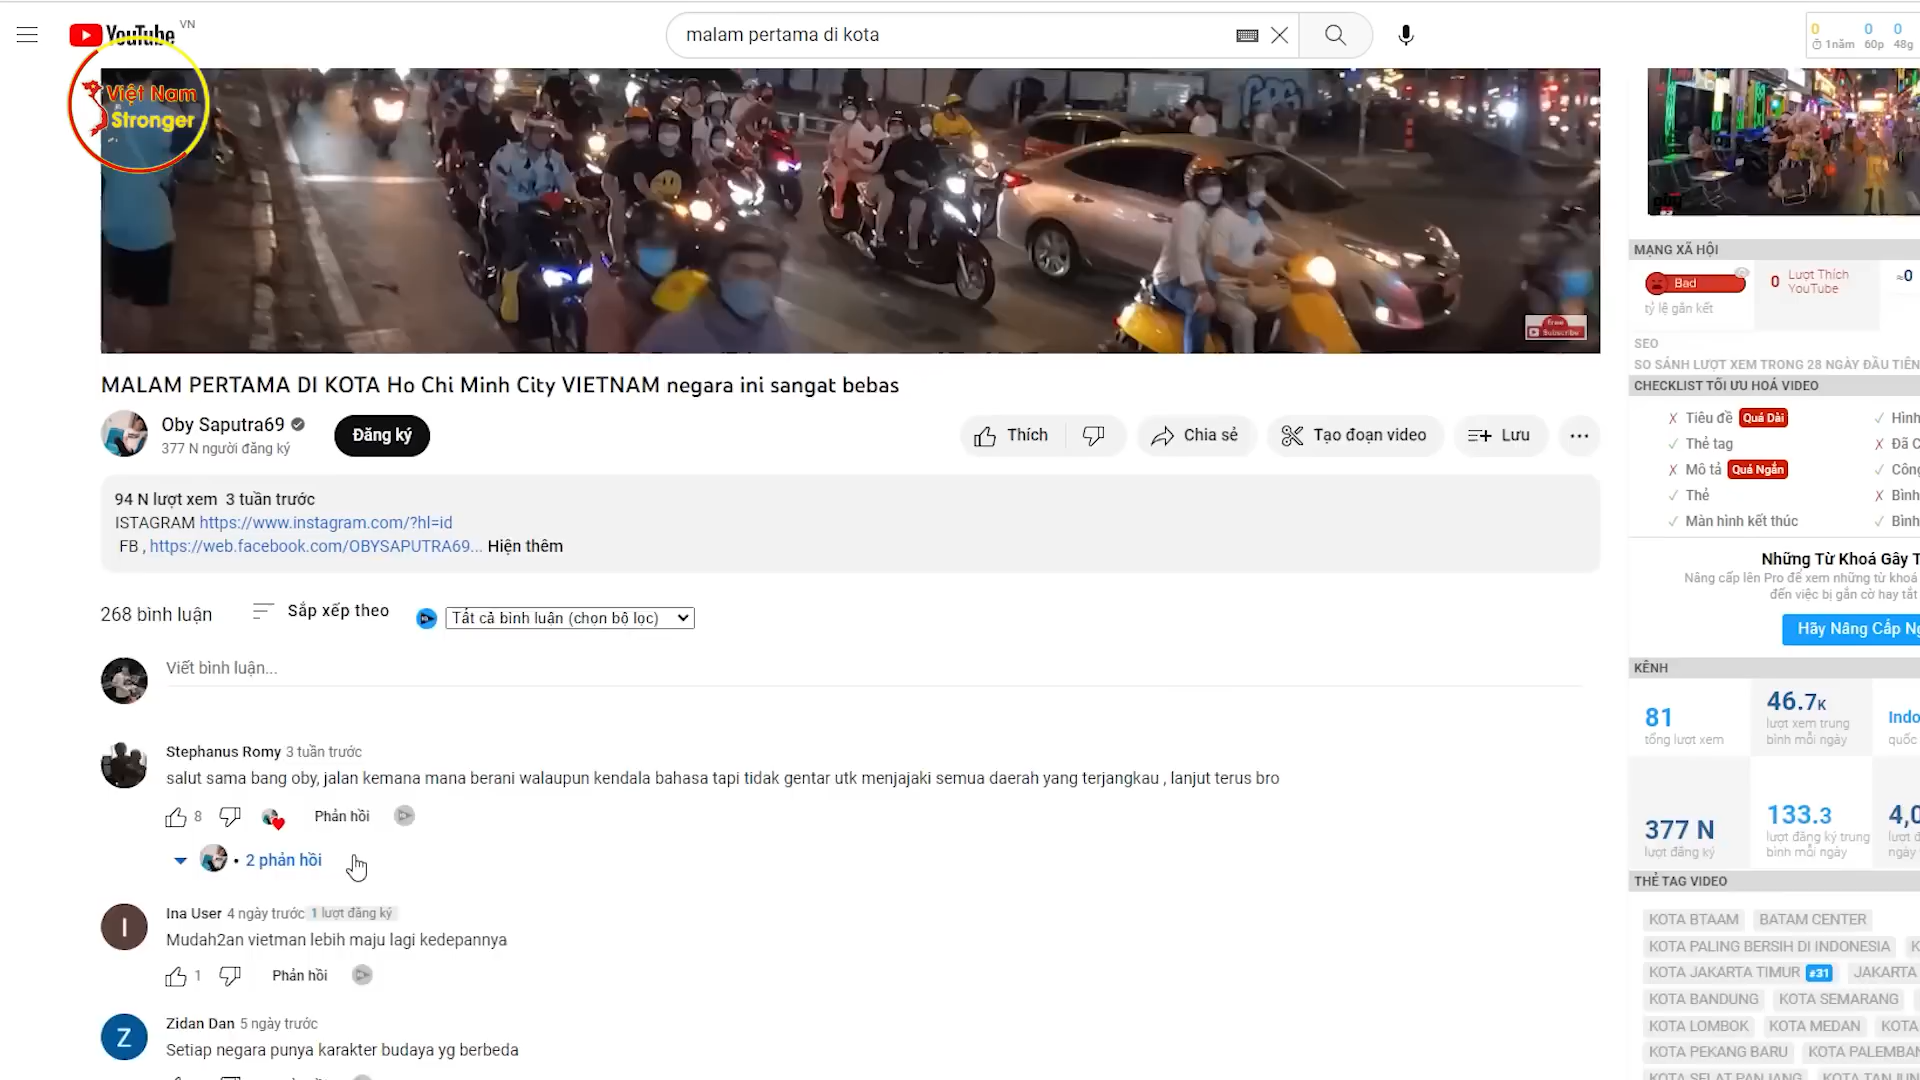 YouTube VN
malam pertama di kota
0 0 0
1năm 60p 48g
Việt Nam
Stronger
Free
Subscribe
MALAM PERTAMA DI KOTA Ho Chi Minh City VIETNAM negara ini sangat bebas
Oby Saputra69
377 N người đăng ký
Đăng ký
Thích
Chia sẻ
Tạo đoạn video
Lưu
94 N lượt xem 3 tuần trước
ISTAGRAM https://www.instagram.com/?hl=id
FB , https://web.facebook.com/OBYSAPUTRA69... Hiện thêm
268 bình luận
Sắp xếp theo
Tất cả bình luận (chọn bộ lọc)
Viết bình luận...
Stephanus Romy 3 tuần trước
salut sama bang oby, jalan kemana mana berani walaupun kendala bahasa tapi tidak gentar utk menjajaki semua daerah yang terjangkau , lanjut terus bro
8 Phản hồi
• 2 phản hồi
I
Ina User 4 ngày trước 1 lượt đăng ký
Mudah2an vietman lebih maju lagi kedepannya
1 Phản hồi
Z
Zidan Dan 5 ngày trước
Setiap negara punya karakter budaya yg berbeda
MẠNG XÃ HỘI
Bad
tỷ lệ gắn kết
0 Lượt Thích
YouTube
≈0
SEO
SO SÁNH LƯỢT XEM TRONG 28 NGÀY ĐẦU TIÊN
CHECKLIST TỐI ƯU HOÁ VIDEO
✗ Tiêu đề Quá Dài
✓ Hình
✓ Thẻ tag
✗ Đã C
✗ Mô tả Quá Ngắn
✓ Công
✓ Thẻ
✗ Bình
✓ Màn hình kết thúc
✓ Bình
Những Từ Khoá Gây T
Nâng cấp lên Pro để xem những từ khoá
đến việc bị gắn cờ hay tắt
Hãy Nâng Cấp Ng
KÊNH
81
tổng lượt xem
46.7K
lượt xem trung
bình mỗi ngày
Indo
quốc
377 N
lượt đăng ký
133.3
lượt đăng ký trung
bình mỗi ngày
4,0
lượt đ
ngày
THẺ TAG VIDEO
KOTA BTAAM BATAM CENTER
KOTA PALING BERSIH DI INDONESIA K
KOTA JAKARTA TIMUR #31 JAKARTA
KOTA BANDUNG KOTA SEMARANG
KOTA LOMBOK KOTA MEDAN KOTA
KOTA PEKANG BARU KOTA PALEMBAN
KOTA SELAT PANJANG KOTA TANJUN